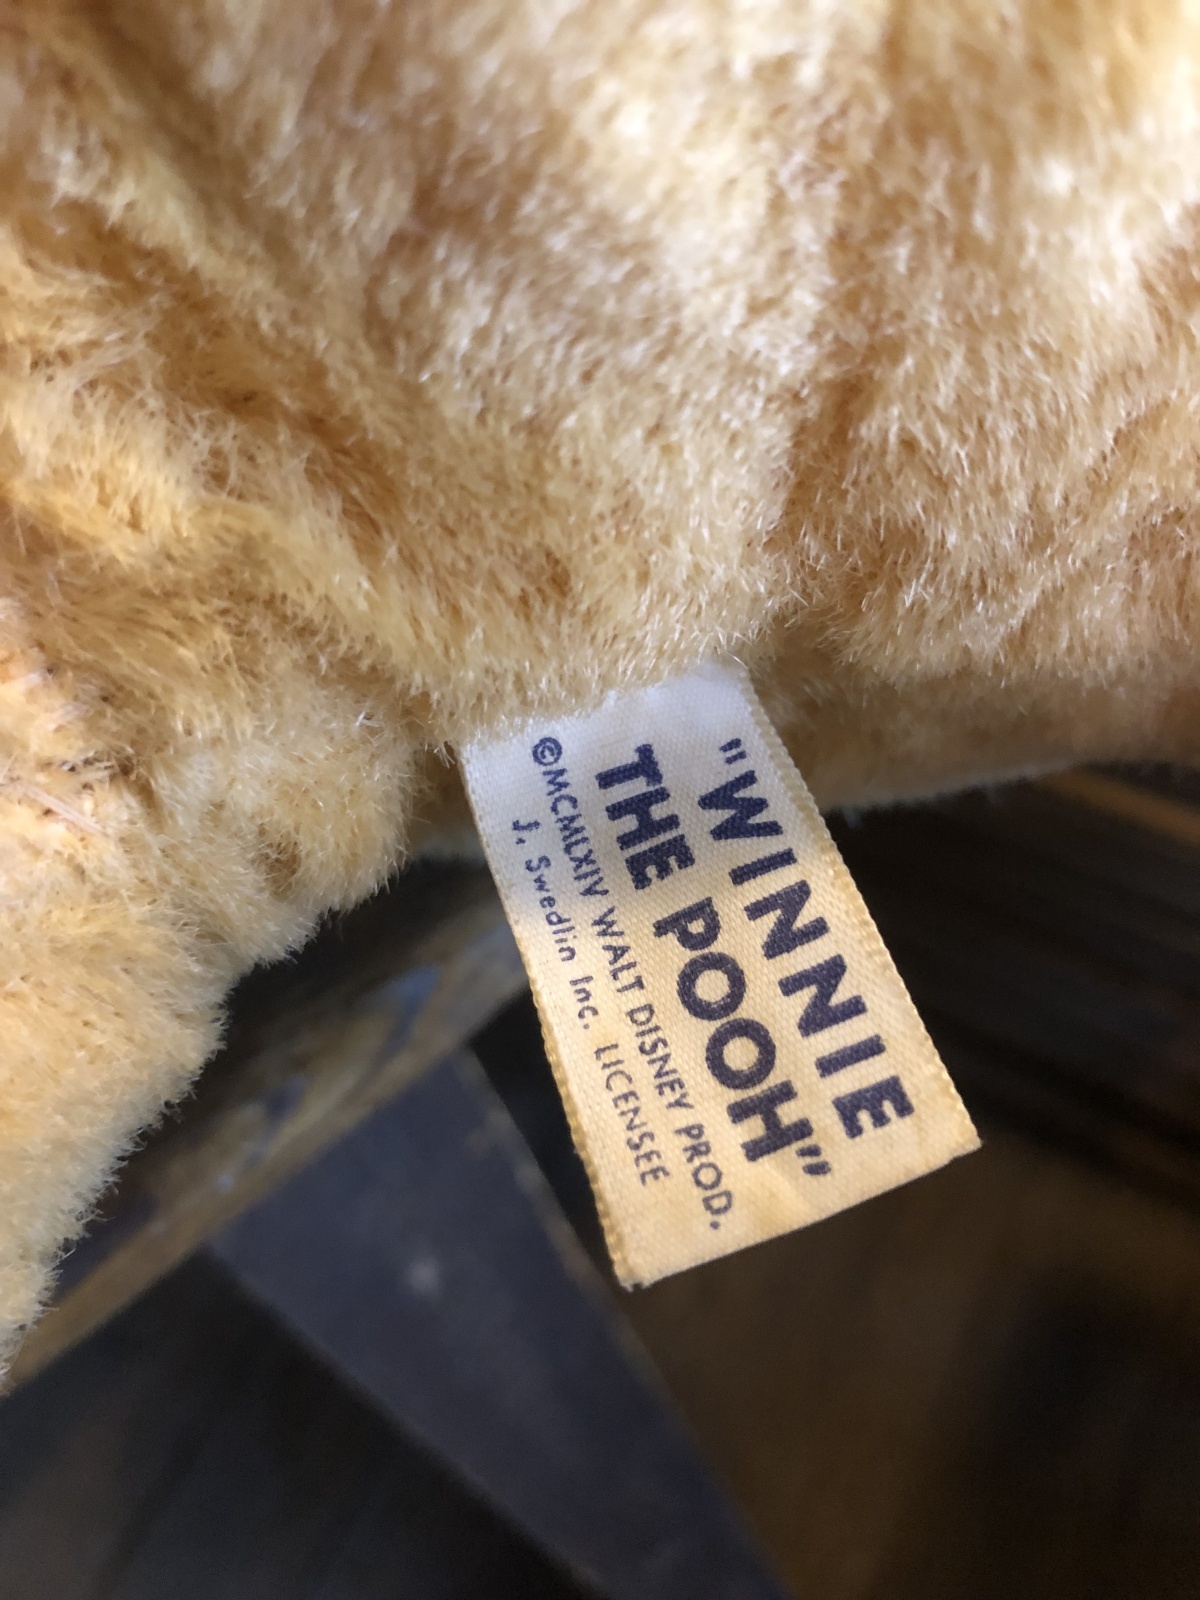 "WINNIE
THE POOH"
©MCMLXIV WALT DISNEY PROD.
J. Swedlin Inc. LICENSEE